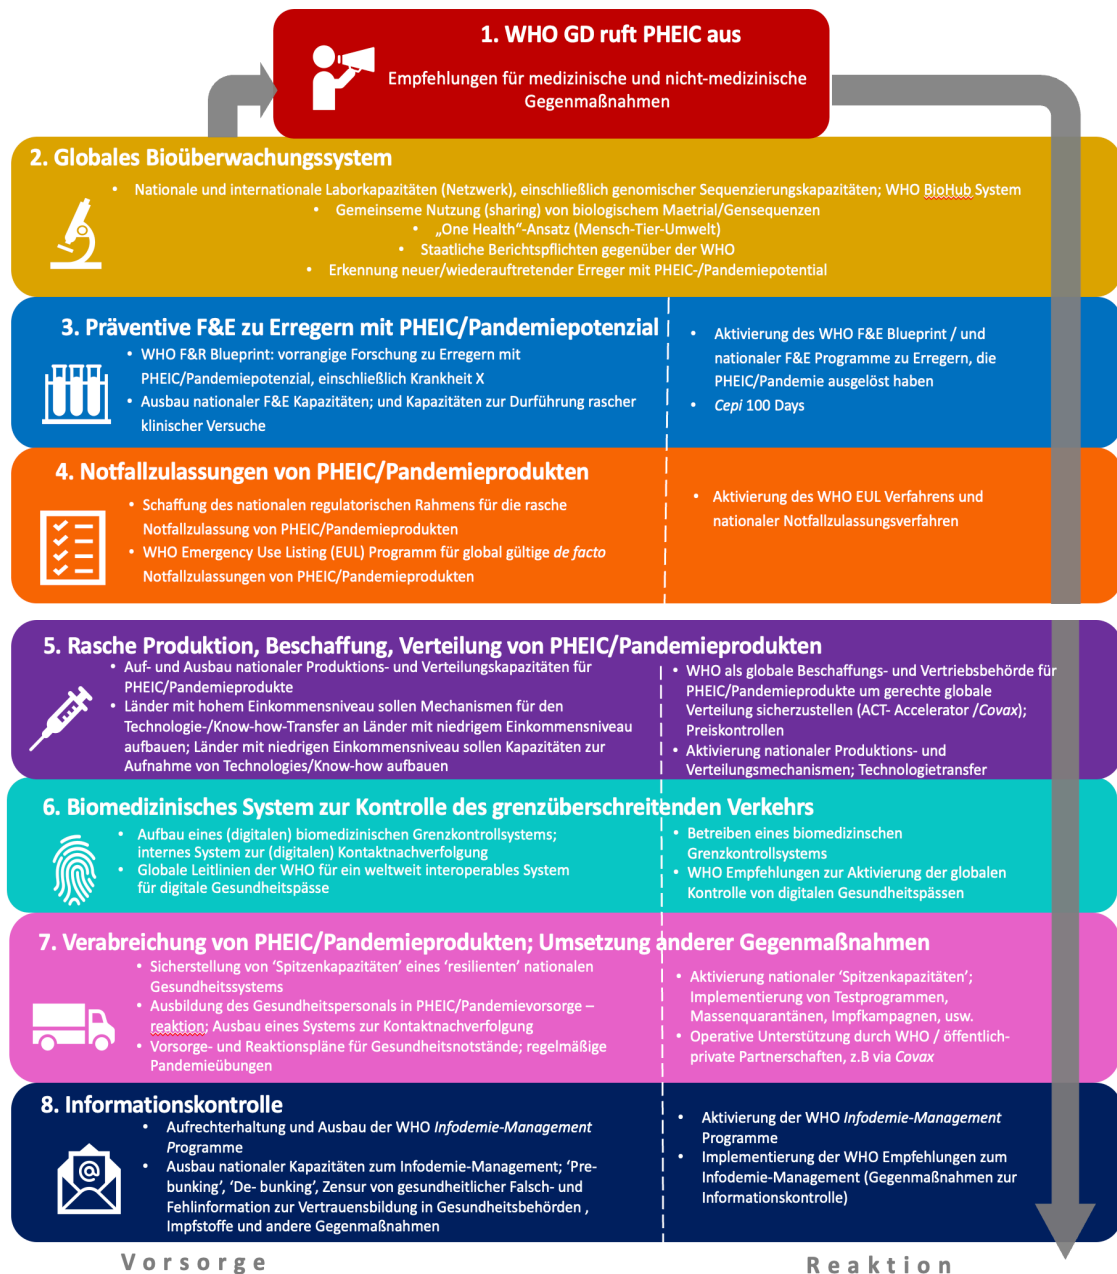 1. WHO GD ruft PHEIC aus
Empfehlungen für medizinische und nicht-medizinische
Gegenmaßnahmen
2. Globales Bioüberwachungssystem
• Nationale und internationale Laborkapazitäten (Netzwerk), einschließlich genomischer Sequenzierungskapazitäten; WHO BioHub System
• Gemeinseme Nutzung (sharing) von biologischem Maetrial/Gensequenzen
• „One Health“-Ansatz (Mensch-Tier-Umwelt)
• Staatliche Berichtspflichten gegenüber der WHO
• Erkennung neuer/wiederauftretender Erreger mit PHEIC-/Pandemiepotential
3. Präventive F&E zu Erregern mit PHEIC/Pandemiepotenzial
• WHO F&R Blueprint: vorrangige Forschung zu Erregern mit
PHEIC/Pandemiepotenzial, einschließlich Krankheit X
• Ausbau nationaler F&E Kapazitäten; und Kapazitäten zur Durführung rascher
klinischer Versuche
• Aktivierung des WHO F&E Blueprint / und
nationaler F&E Programme zu Erregern, die
PHEIC/Pandemie ausgelöst haben
• Cepi 100 Days
4. Notfallzulassungen von PHEIC/Pandemieprodukten
• Schaffung des nationalen regulatorischen Rahmens für die rasche
Notfallzulassung von PHEIC/Pandemieprodukten
• WHO Emergency Use Listing (EUL) Programm für global gültige de facto
Notfallzulassungen von PHEIC/Pandemieprodukten
• Aktivierung des WHO EUL Verfahrens und
nationaler Notfallzulassungsverfahren
5. Rasche Produktion, Beschaffung, Verteilung von PHEIC/Pandemieprodukten
• Auf- und Ausbau nationaler Produktions- und Verteilungskapazitäten für
PHEIC/Pandemieprodukte
• Länder mit hohem Einkommensniveau sollen Mechanismen für den
Technologie-/Know-how-Transfer an Länder mit niedrigem Einkommensniveau
aufbauen; Länder mit niedrigen Einkommensniveau sollen Kapazitäten zur
Aufnahme von Technologies/Know-how aufbauen
• WHO als globale Beschaffungs- und Vertriebsbehörde für
PHEIC/Pandemieprodukte um gerechte globale
Verteilung sicherzustellen (ACT- Accelerator /Covax);
Preiskontrollen
• Aktivierung nationaler Produktions- und
Verteilungsmechanismen; Technologietransfer
6. Biomedizinisches System zur Kontrolle des grenzüberschreitenden Verkehrs
• Aufbau eines (digitalen) biomedizinischen Grenzkontrollsystems;
internes System zur (digitalen) Kontaktnachverfolgung
• Globale Leitlinien der WHO für ein weltweit interoperables System
für digitale Gesundheitspässe
• Betreiben eines biomedizinschen
Grenzkontrollsystems
• WHO Empfehlungen zur Aktivierung der globalen
Kontrolle von digitalen Gesundheitspässen
7. Verabreichung von PHEIC/Pandemieprodukten; Umsetzung anderer Gegenmaßnahmen
• Sicherstellung von ‘Spitzenkapazitäten’ eines ‘resilienten’ nationalen
Gesundheitssystems
• Ausbildung des Gesundheitspersonals in PHEIC/Pandemievorsorge –
reaktion; Ausbau eines Systems zur Kontaktnachverfolgung
• Vorsorge- und Reaktionspläne für Gesundheitsnotstände; regelmäßige
Pandemieübungen
• Aktivierung nationaler ‘Spitzenkapazitäten’;
Implementierung von Testprogrammen,
Massenquarantänen, Impfkampagnen, usw.
• Operative Unterstützung durch WHO / öffentlich-
private Partnerschaften, z.B via Covax
8. Informationskontrolle
• Aufrechterhaltung und Ausbau der WHO Infodemie-Management
Programme
• Ausbau nationaler Kapazitäten zum Infodemie-Management; ‘Pre-
bunking’, ‘De- bunking’, Zensur von gesundheitlicher Falsch- und
Fehlinformation zur Vertrauensbildung in Gesundheitsbehörden ,
Impfstoffe und andere Gegenmaßnahmen
• Aktivierung der WHO Infodemie-Management
Programme
• Implementierung der WHO Empfehlungen zum
Infodemie-Management (Gegenmaßnahmen zur
Informationskontrolle)
Vorsorge
Reaktion